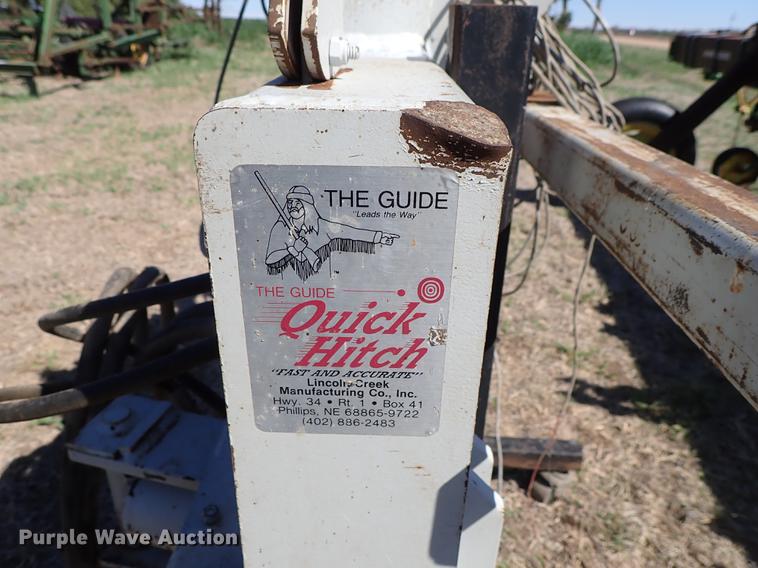 THE GUIDE
"Leads the Way"
TM
THE GUIDE
Quick
Hitch
"FAST AND ACCURATE"
Lincoln Creek
Manufacturing Co., Inc.
Hwy. 34 • Rt. 1 • Box 41
Phillips, NE 68865-9722
(402) 886-2483
Purple Wave Auction